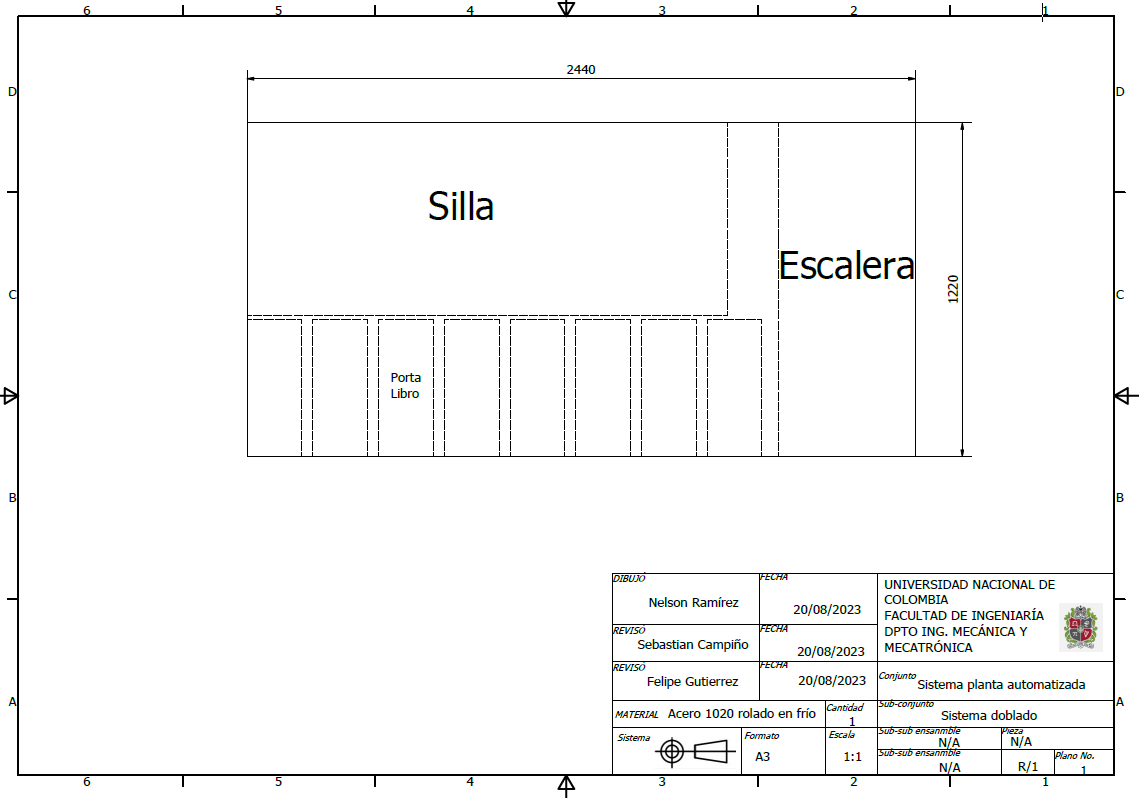 6 5 4 3 2 1
2440
D D
Silla
Escalera
C C
1220
Porta
Libro
B B
DIBUJÓ
Nelson Ramírez
FECHA
20/08/2023
UNIVERSIDAD NACIONAL DE
COLOMBIA
FACULTAD DE INGENIARÍA
DPTO ING. MECÁNICA Y
MECATRÓNICA
REVISÓ
Sebastian Campiño
FECHA
20/08/2023
REVISÓ
Felipe Gutierrez
FECHA
20/08/2023
Conjunto
Sistema planta automatizada
A A
MATERIAL Acero 1020 rolado en frío
Cantidad
1
Sub-conjunto
Sistema doblado
Sistema
Formato
A3
Escala
1:1
Sub-sub ensanmble
N/A
Pieza
N/A
Sub-sub ensanmble
N/A
R/1
Plano No.
1
6 5 4 3 2 1